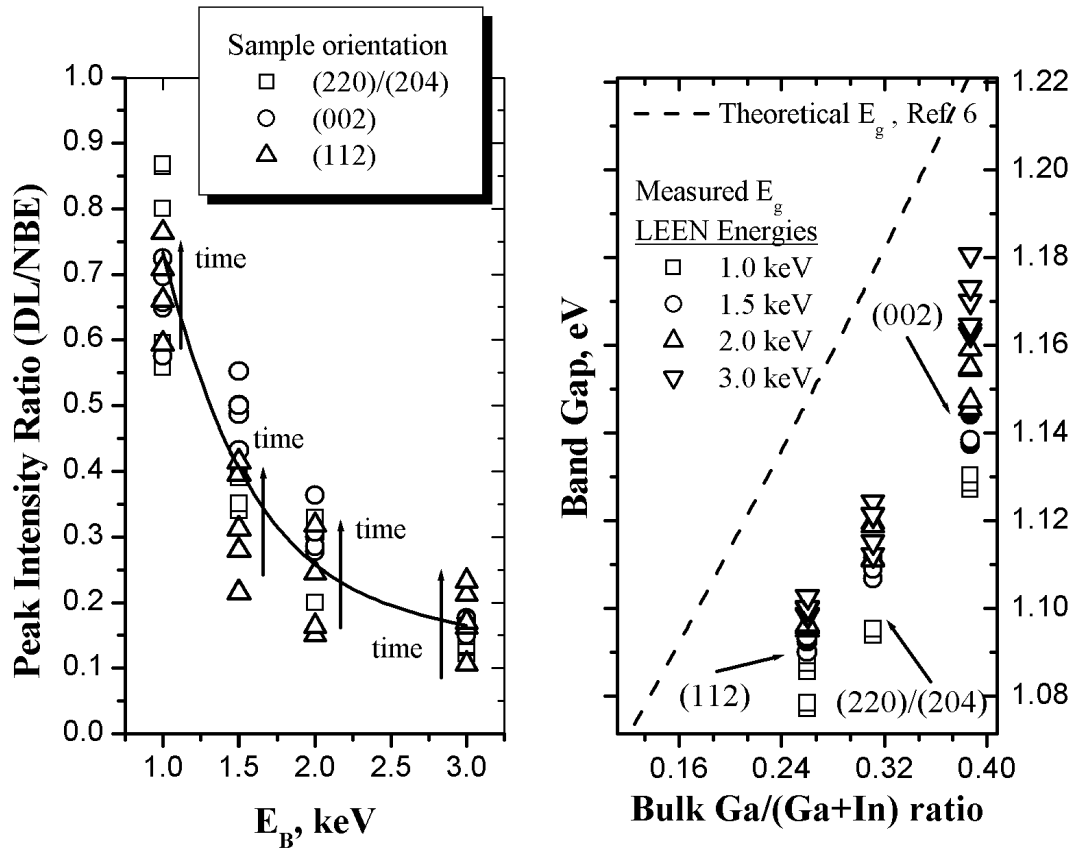 Sample orientation
(220)/(204)
(002)
(112)
1.0
0.9
0.8
0.7
0.6
0.5
0.4
0.3
0.2
0.1
0.0
Peak Intensity Ratio (DL/NBE)
time
time
time
time
1.0 1.5 2.0 2.5 3.0
E_B, keV
Theoretical E_g , Ref. 6
Measured E_g
LEEN Energies
1.0 keV
1.5 keV
2.0 keV
3.0 keV
(002)
(112)
(220)/(204)
Band Gap, eV
1.22
1.20
1.18
1.16
1.14
1.12
1.10
1.08
0.16 0.24 0.32 0.40
Bulk Ga/(Ga+In) ratio